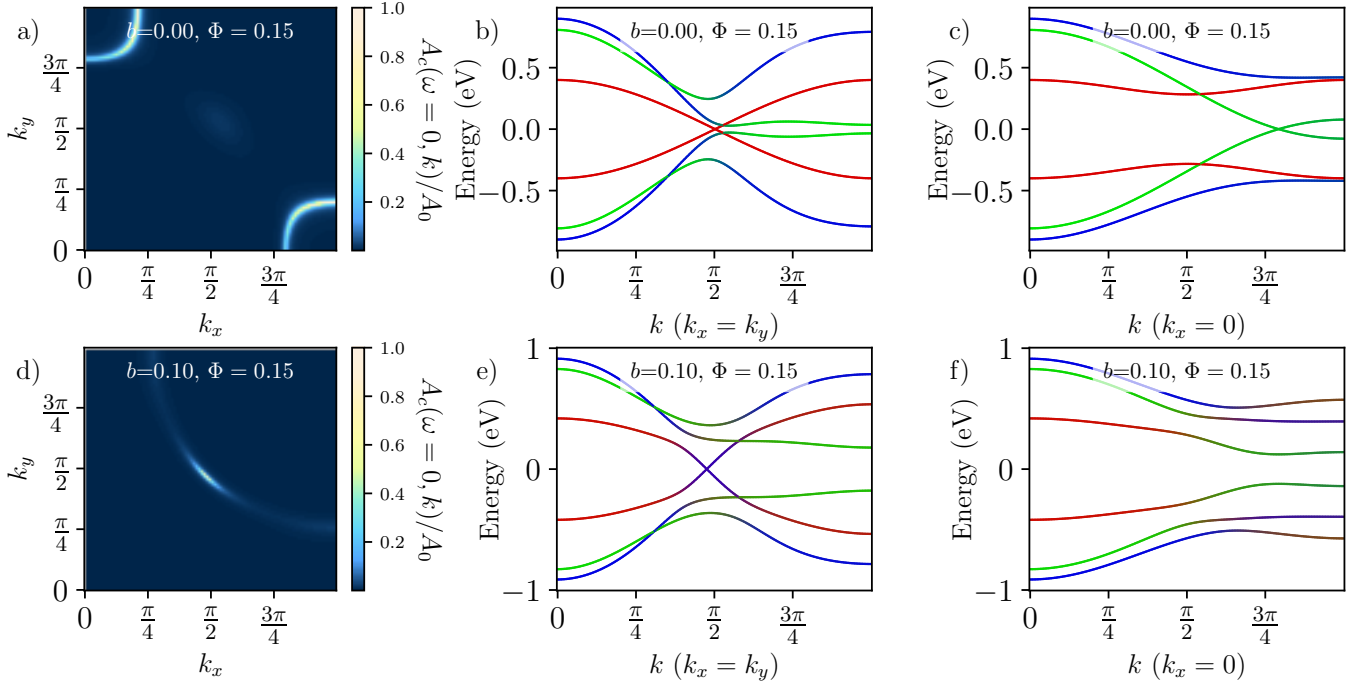 a)
b=0.00, Φ = 0.15
k_y
3π/4
π/2
π/4
0
0 π/4 π/2 3π/4
k_x
1.0
0.8
0.6
0.4
0.2
A_c(ω = 0, k)/A_0
b)
b=0.00, Φ = 0.15
Energy (eV)
0.5
0.0
−0.5
0 π/4 π/2 3π/4
k (k_x = k_y)
c)
b=0.00, Φ = 0.15
Energy (eV)
0.5
0.0
−0.5
0 π/4 π/2 3π/4
k (k_x = 0)
d)
b=0.10, Φ = 0.15
k_y
3π/4
π/2
π/4
0
0 π/4 π/2 3π/4
k_x
1.0
0.8
0.6
0.4
0.2
A_c(ω = 0, k)/A_0
e)
b=0.10, Φ = 0.15
Energy (eV)
1
0
−1
0 π/4 π/2 3π/4
k (k_x = k_y)
f)
b=0.10, Φ = 0.15
Energy (eV)
1
0
−1
0 π/4 π/2 3π/4
k (k_x = 0)